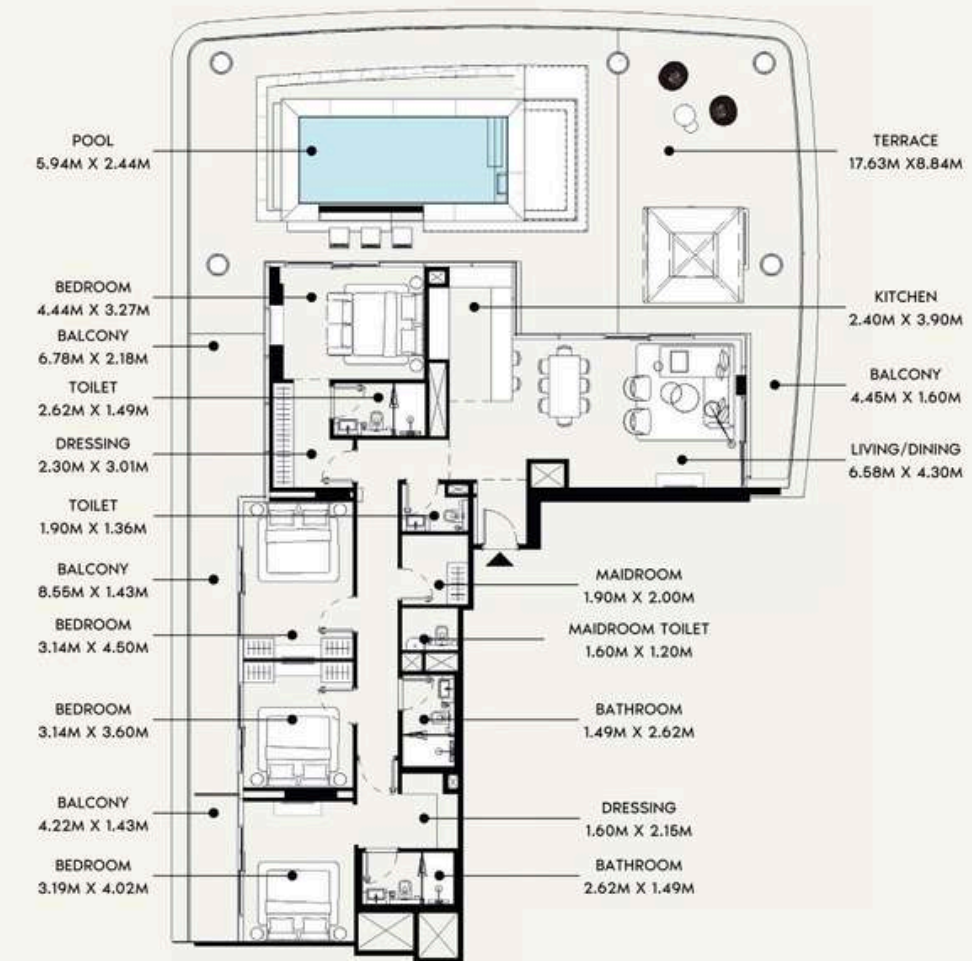 POOL
5.94M X 2.44M
BEDROOM
4.44M X 3.27M
BALCONY
6.78M X 2.18M
TOILET
2.62M X 1.49M
DRESSING
2.30M X 3.01M
TOILET
1.90M X 1.36M
BALCONY
8.55M X 1.43M
BEDROOM
3.14M X 4.50M
BEDROOM
3.14M X 3.60M
BALCONY
4.22M X 1.43M
BEDROOM
3.19M X 4.02M
TERRACE
17.63M X8.84M
KITCHEN
2.40M X 3.90M
BALCONY
4.45M X 1.60M
LIVING/DINING
6.58M X 4.30M
MAIDROOM
1.90M X 2.00M
MAIDROOM TOILET
1.60M X 1.20M
BATHROOM
1.49M X 2.62M
DRESSING
1.60M X 2.15M
BATHROOM
2.62M X 1.49M